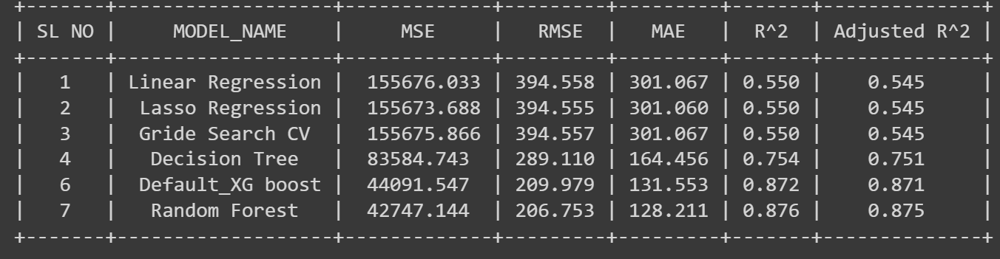 +-------+-------------------+-------------+---------+---------+-------+--------------+
| SL NO |     MODEL_NAME    |     MSE     |   RMSE  |   MAE   |  R^2  | Adjusted R^2 |
+-------+-------------------+-------------+---------+---------+-------+--------------+
|   1   | Linear Regression |  155676.033 | 394.558 | 301.067 | 0.550 |    0.545     |
|   2   |  Lasso Regression |  155673.688 | 394.555 | 301.060 | 0.550 |    0.545     |
|   3   |  Gride Search CV  |  155675.866 | 394.557 | 301.067 | 0.550 |    0.545     |
|   4   |   Decision Tree   |  83584.743  | 289.110 | 164.456 | 0.754 |    0.751     |
|   6   |  Default_XG boost |  44091.547  | 209.979 | 131.553 | 0.872 |    0.871     |
|   7   |   Random Forest   |  42747.144  | 206.753 | 128.211 | 0.876 |    0.875     |
+-------+-------------------+-------------+---------+---------+-------+--------------+